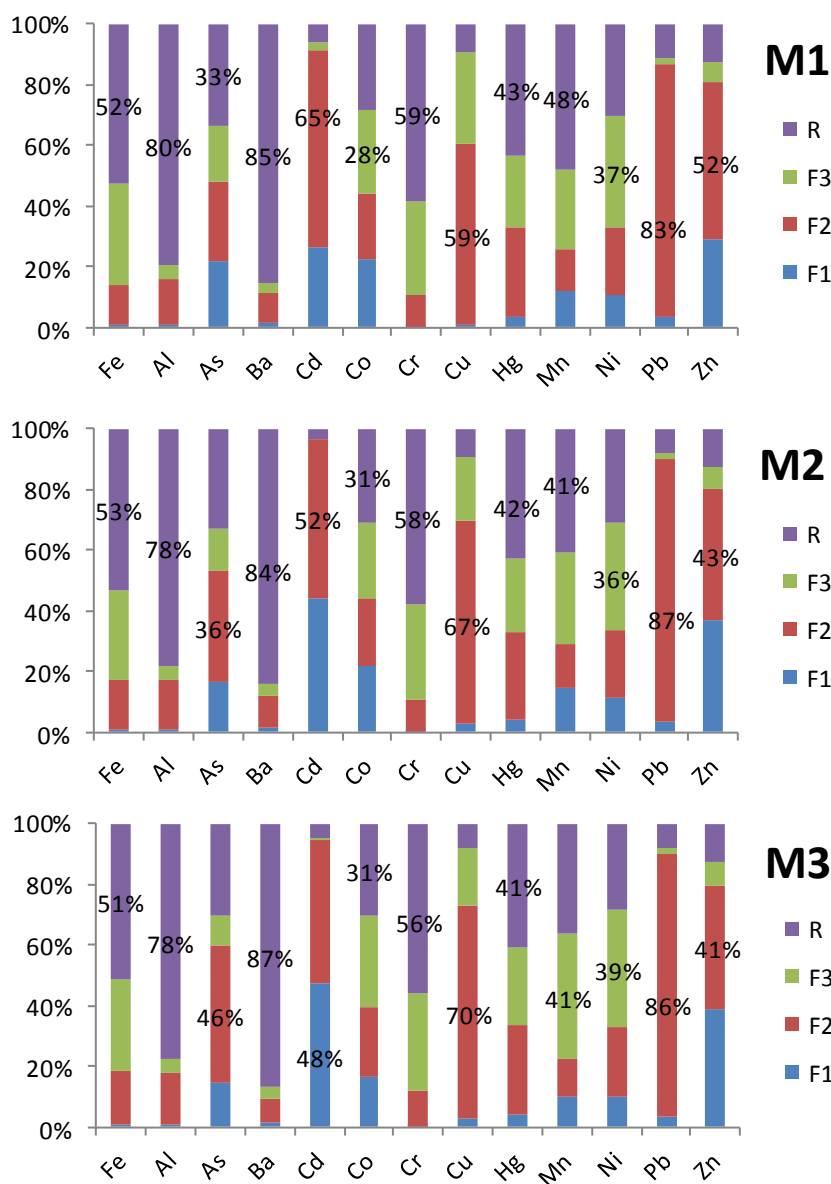 100%
80%
60%
40%
20%
0%
52%
80%
33%
85%
65%
28%
59%
59%
43%
48%
37%
83%
52%
Fe
Al
As
Ba
Cd
Co
Cr
Cu
Hg
Mn
Ni
Pb
Zn
M1
R
F3
F2
F1
100%
80%
60%
40%
20%
0%
53%
78%
36%
84%
52%
31%
58%
67%
42%
41%
36%
87%
43%
Fe
Al
As
Ba
Cd
Co
Cr
Cu
Hg
Mn
Ni
Pb
Zn
M2
R
F3
F2
F1
100%
80%
60%
40%
20%
0%
51%
78%
46%
87%
48%
31%
56%
70%
41%
41%
39%
86%
41%
Fe
Al
As
Ba
Cd
Co
Cr
Cu
Hg
Mn
Ni
Pb
Zn
M3
R
F3
F2
F1